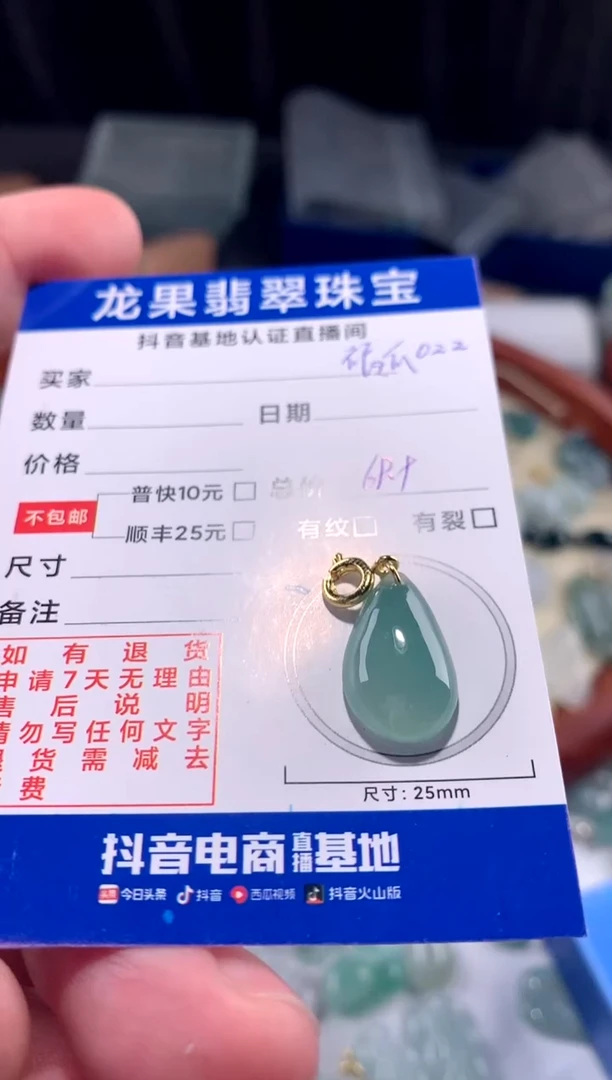 龙果翡翠珠宝
抖音基地认证直播间
买家 022
数量 日期
价格
不包邮 普快10元 总价
顺丰25元 有纹 有裂
尺寸
备注
如有退货
申请7天无理由
售后说明
请勿写任何文字
退货需减去
费
尺寸：25mm
抖音电商直播基地
头条 今日头条 抖音 西瓜视频 抖音火山版